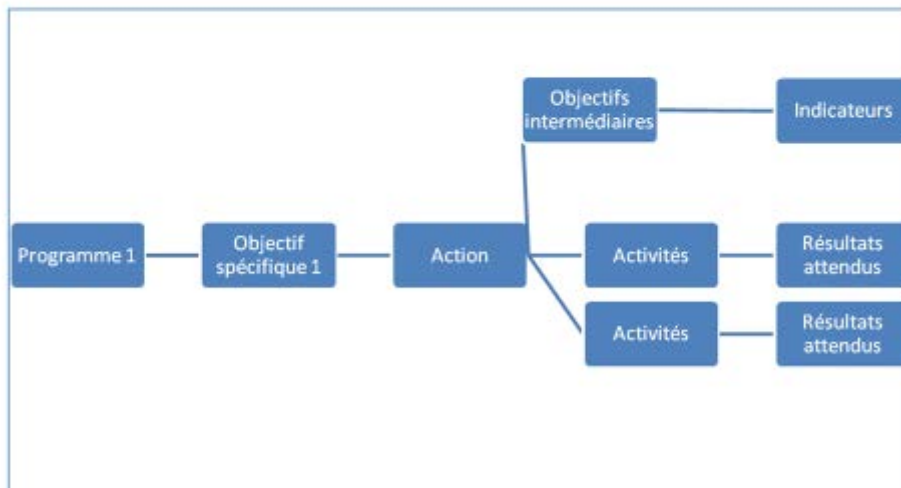 Objectifs
intermédiaires
Indicateurs
Programme 1
Objectif
spécifique 1
Action
Activités
Résultats
attendus
Activités
Résultats
attendus